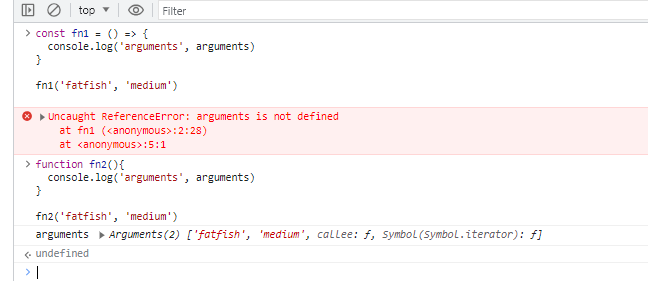 top ▼ Filter
> const fn1 = () => {
console.log('arguments', arguments)
}
fn1('fatfish', 'medium')
▶Uncaught ReferenceError: arguments is not defined
at fn1 (<anonymous>:2:28)
at <anonymous>:5:1
> function fn2(){
console.log('arguments', arguments)
}
fn2('fatfish', 'medium')
arguments ▶ Arguments(2) ['fatfish', 'medium', callee: ƒ, Symbol(Symbol.iterator): ƒ]
undefined
>